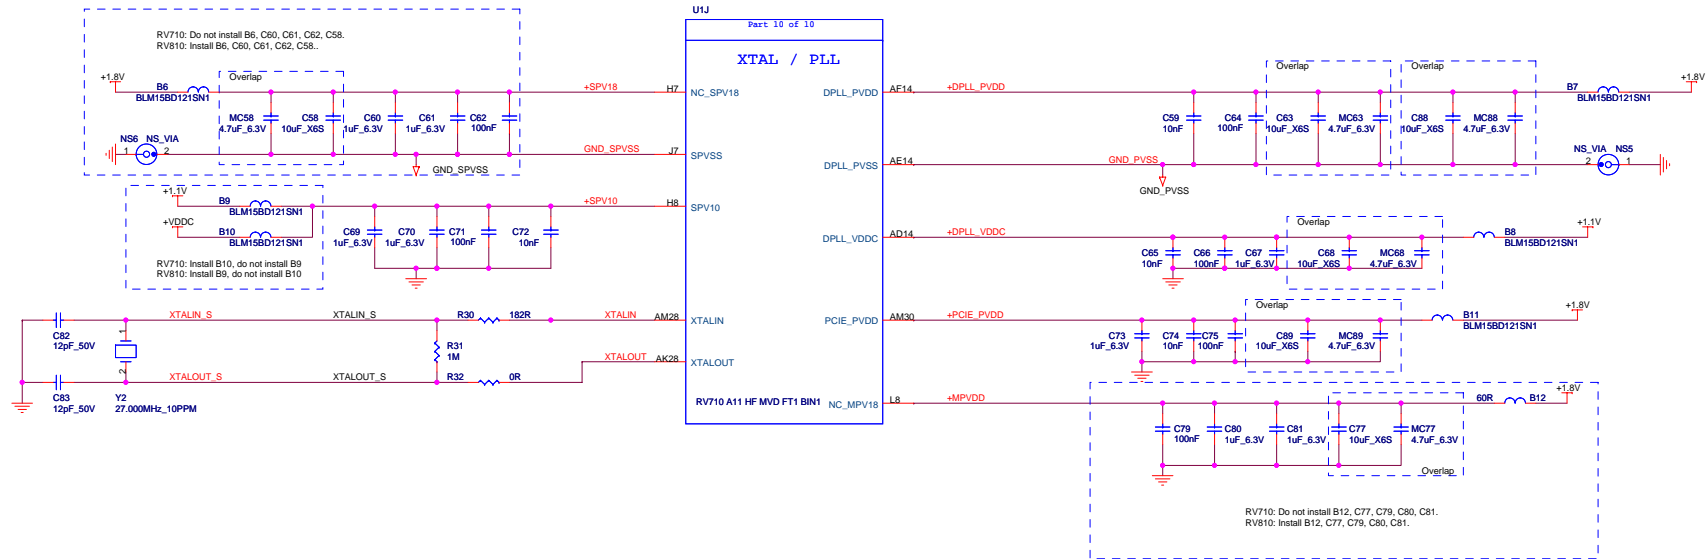 U1J
Part 10 of 10
XTAL / PLL
RV710: Do not install B6, C60, C61, C62, C58.
RV810: Install B6, C60, C61, C62, C58..
+1.8V
B6
BLM15BD121SN1
Overlap
MC58
4.7uF_6.3V
C58
10uF_X6S
C60
1uF_6.3V
C61
1uF_6.3V
C62
100nF
+SPV18
H7
NC_SPV18
NS6 NS_VIA
1
2
GND_SPVSS
GND_SPVSS
J7
SPVSS
+1.1V
B9
BLM15BD121SN1
+VDDC
B10
BLM15BD121SN1
RV710: Install B10, do not install B9
RV810: Install B9, do not install B10
C69
1uF_6.3V
C70
1uF_6.3V
C71
100nF
C72
10nF
+SPV10
H8
SPV10
C82
12pF_50V
C83
12pF_50V
1
2
Y2
27.000MHz_10PPM
XTALIN_S
XTALIN_S
XTALOUT_S
XTALOUT_S
R30
182R
R31
1M
R32
0R
XTALIN
AM28
XTALIN
XTALOUT
AK28
XTALOUT
RV710 A11 HF MVD FT1 BIN1
DPLL_PVDD
AF14
+DPLL_PVDD
C59
10nF
C64
100nF
Overlap
C63
10uF_X6S
MC63
4.7uF_6.3V
Overlap
C88
10uF_X6S
MC88
4.7uF_6.3V
B7
BLM15BD121SN1
+1.8V
DPLL_PVSS
AE14
GND_PVSS
GND_PVSS
NS_VIA NS5
2
1
DPLL_VDDC
AD14
+DPLL_VDDC
C65
10nF
C66
100nF
C67
1uF_6.3V
Overlap
C68
10uF_X6S
MC68
4.7uF_6.3V
B8
BLM15BD121SN1
+1.1V
PCIE_PVDD
AM30
+PCIE_PVDD
C73
1uF_6.3V
C74
10nF
C75
100nF
Overlap
C89
10uF_X6S
MC89
4.7uF_6.3V
B11
BLM15BD121SN1
+1.8V
NC_MPV18
L8
+MPVDD
C79
100nF
C80
1uF_6.3V
C81
1uF_6.3V
C77
10uF_X6S
MC77
4.7uF_6.3V
Overlap
60R
B12
+1.8V
RV710: Do not install B12, C77, C79, C80, C81.
RV810: Install B12, C77, C79, C80, C81.